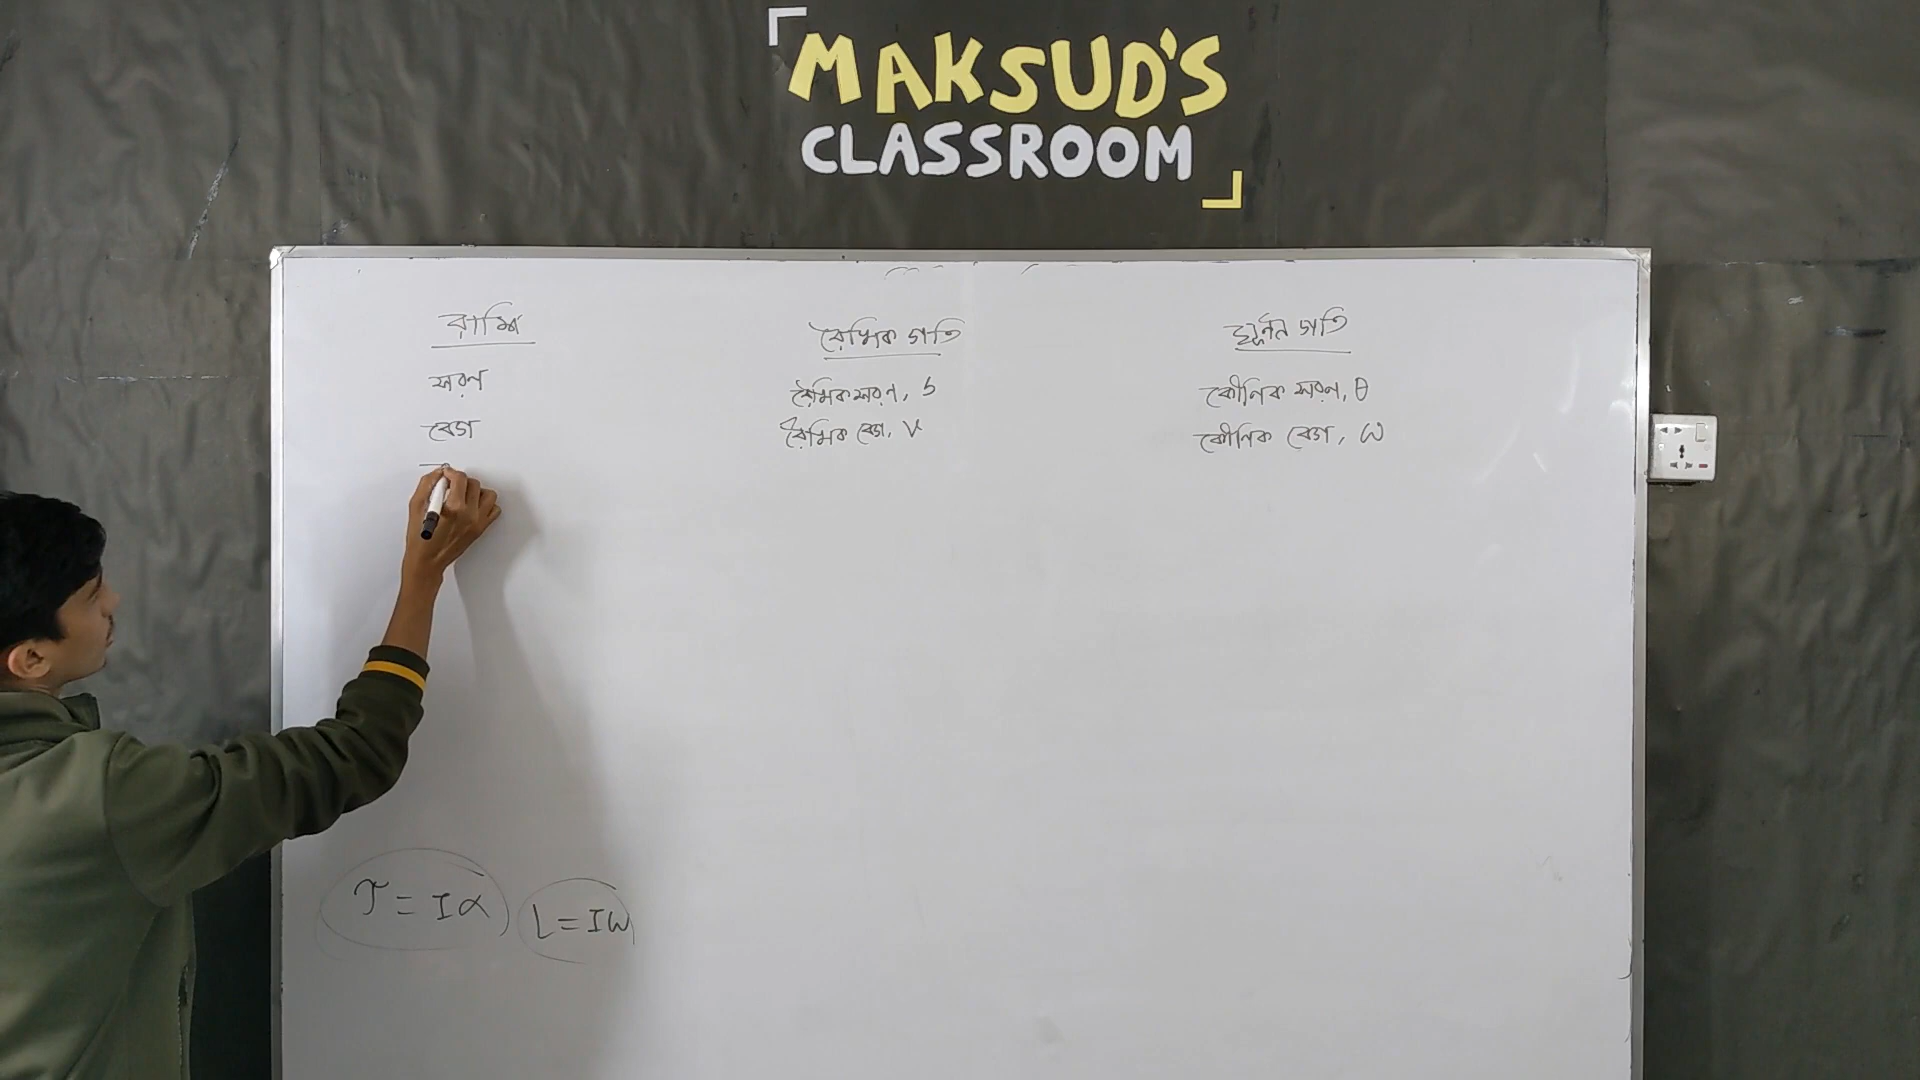 MAKSUD'S
CLASSROOM
রাশি রৈখিক গতি ঘূর্ণন গতি
সরণ রৈখিক সরণ, s কৌণিক সরণ, θ
বেগ রৈখিক বেগ, v কৌণিক বেগ, ω
τ = Iα L = Iω